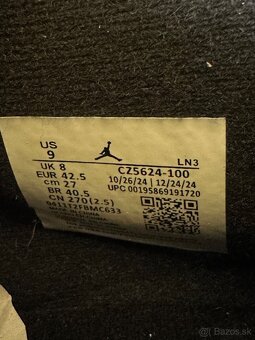 US
9
LN3
UK 8
CZ5624-100
EUR 42.5
10/26/24 | 12/24/24
cm 27
UPC 00195869191720
BR 40.5
CN 270(2.5)
961112FBMC633
Bazos.sk